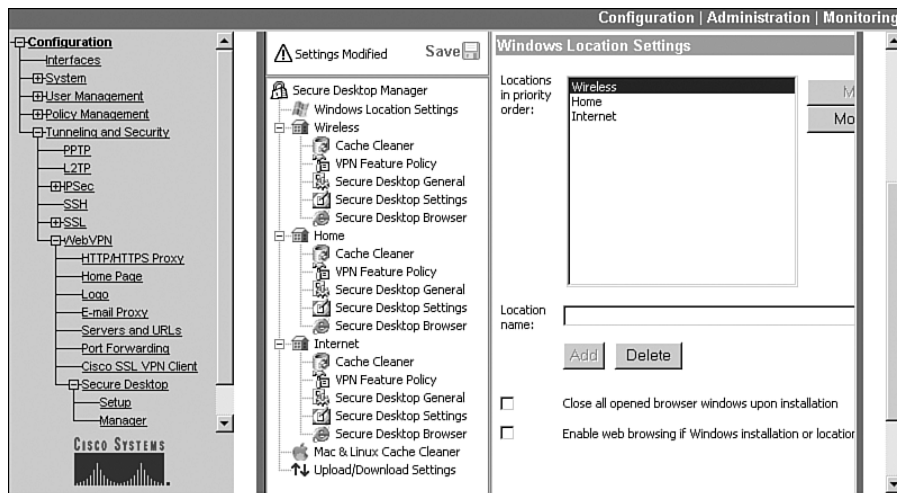 Configuration | Administration | Monitoring
Configuration
Interfaces
System
User Management
Policy Management
Tunneling and Security
PPTP
L2TP
IPSec
SSH
SSL
WebVPN
HTTP/HTTPS Proxy
Home Page
Logo
E-mail Proxy
Servers and URLs
Port Forwarding
Cisco SSL VPN Client
Secure Desktop
Setup
Manager
CISCO SYSTEMS
Settings Modified Save
Secure Desktop Manager
Windows Location Settings
Wireless
Cache Cleaner
VPN Feature Policy
Secure Desktop General
Secure Desktop Settings
Secure Desktop Browser
Home
Cache Cleaner
VPN Feature Policy
Secure Desktop General
Secure Desktop Settings
Secure Desktop Browser
Internet
Cache Cleaner
VPN Feature Policy
Secure Desktop General
Secure Desktop Settings
Secure Desktop Browser
Mac & Linux Cache Cleaner
Upload/Download Settings
Windows Location Settings
Locations
in priority
order:
Wireless
Home
Internet
M
Mo
Location
name:
Add Delete
Close all opened browser windows upon installation
Enable web browsing if Windows installation or location